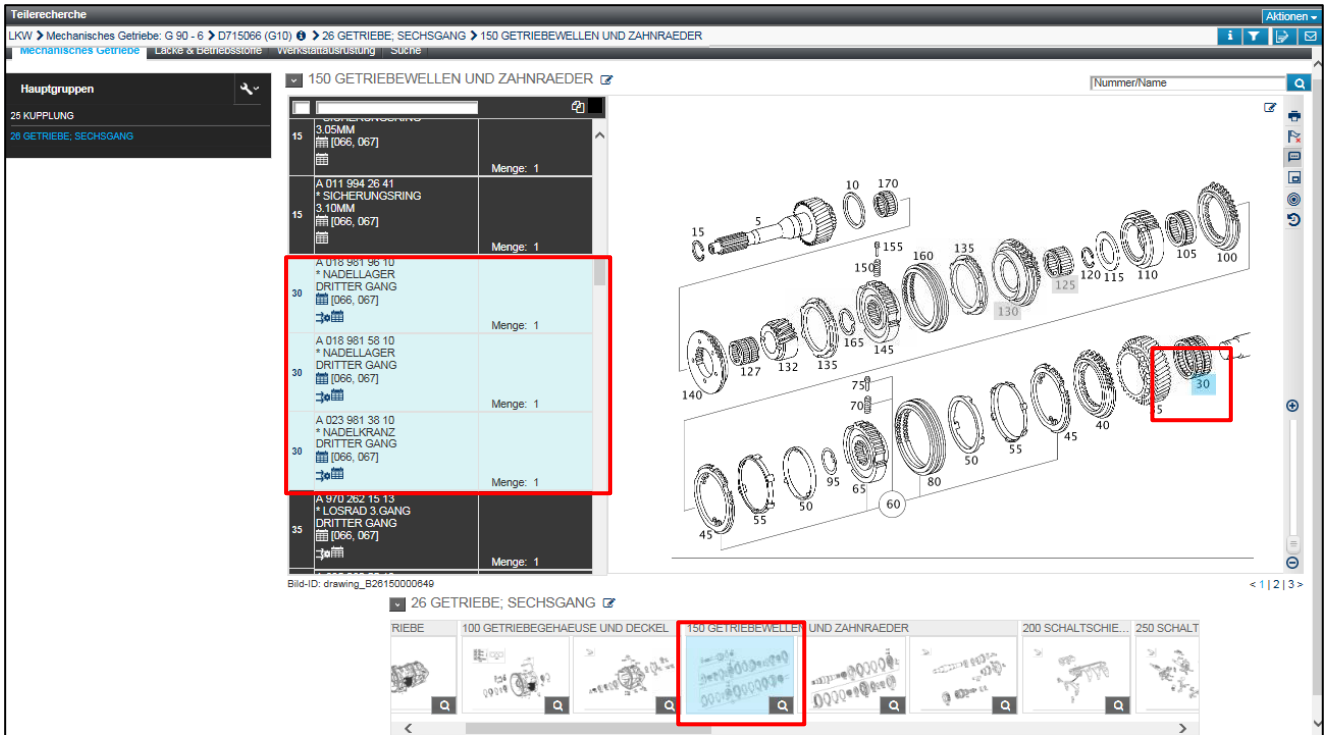 Teilerecherche
Aktionen
LKW > Mechanisches Getriebe: G 90 - 6 > D715066 (G10) > 26 GETRIEBE; SECHSGANG > 150 GETRIEBEWELLEN UND ZAHNRAEDER
Mechanisches Getriebe Lacke & Betriebsstoffe Werkstattausrüstung Suche
Hauptgruppen
25 KUPPLUNG
26 GETRIEBE; SECHSGANG
150 GETRIEBEWELLEN UND ZAHNRAEDER
Nummer/Name
SICHERUNGSRING
15 3.05MM
[066, 067]
Menge: 1
A 011 994 26 41
* SICHERUNGSRING
15 3.10MM
[066, 067]
Menge: 1
A 018 981 96 10
* NADELLAGER
DRITTER GANG
30 [066, 067]
Menge: 1
A 018 981 58 10
* NADELLAGER
DRITTER GANG
30 [066, 067]
Menge: 1
A 023 981 38 10
* NADELKRANZ
DRITTER GANG
30 [066, 067]
Menge: 1
A 970 262 15 13
* LOSRAD 3.GANG
DRITTER GANG
35 [066, 067]
Menge: 1
10 170
5
15
155
150 160 135
125 120 115 110 105 100
130
140 127 132 135 165 145
75
70
30
35
40
45
55
50
80
60
65
95
50
55
45
Bild-ID: drawing_B26150000649
< 1 | 2 | 3 >
26 GETRIEBE; SECHSGANG
RIEBE 100 GETRIEBEGEHAEUSE UND DECKEL 150 GETRIEBEWELLEN UND ZAHNRAEDER 200 SCHALTSCHIE... 250 SCHALT